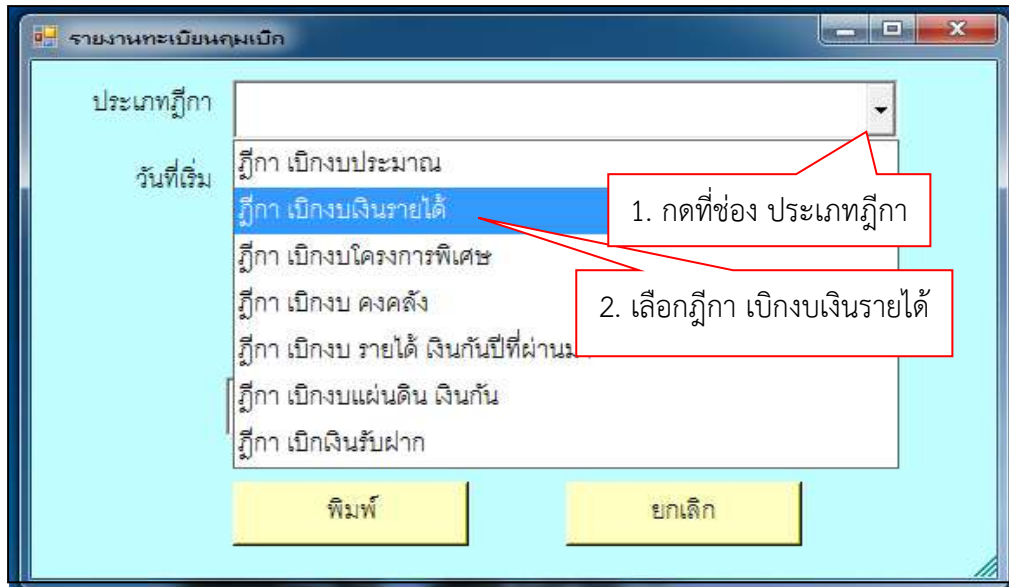 รายงานทะเบียนคุมเบิก
ประเภทฎีกา
วันที่เริ่ม
ฎีกา เบิกงบประมาณ
ฎีกา เบิกงบเงินรายได้
1. กดที่ช่อง ประเภทฎีกา
ฎีกา เบิกงบโครงการพิเศษ
ฎีกา เบิกงบ คงคลัง
2. เลือกฎีกา เบิกงบเงินรายได้
ฎีกา เบิกงบ รายได้ เงินกันปีที่ผ่านมา
ฎีกา เบิกงบแผ่นดิน เงินกัน
ฎีกา เบิกเงินรับฝาก
พิมพ์
ยกเลิก